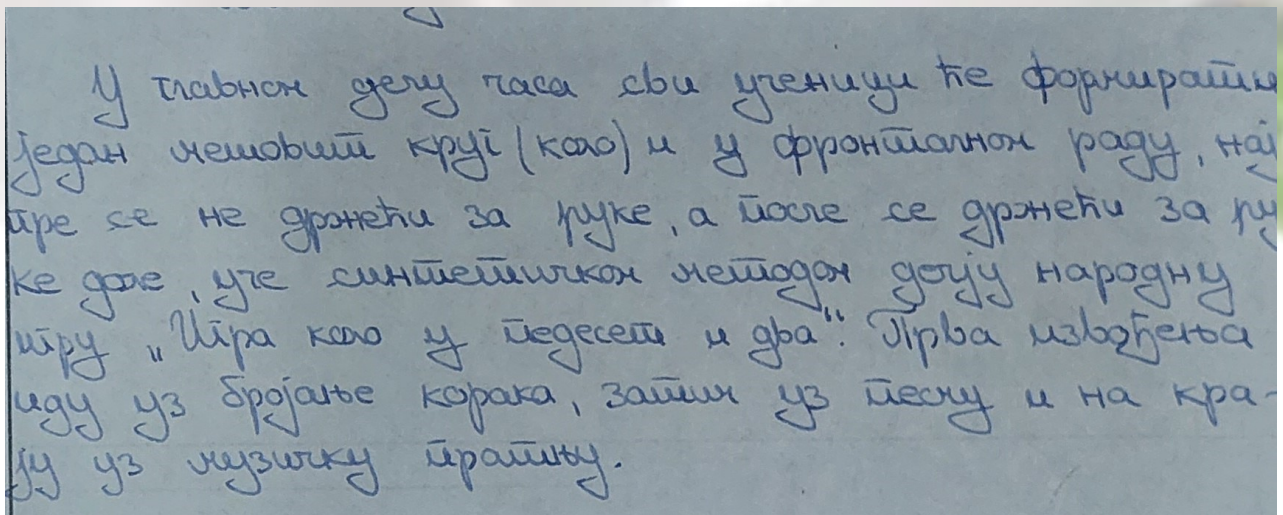 У главном делу часа сви ученици ће формирати
један мешовит круг (коло) и у фронталном раду, нај
пре се не држећи за руке, а после се држећи за ру
ке доле, уче синтетичком методом дечју народну
игру „Игра коло у педесет и два“. Прва извођења
иду уз бројање корака, затим уз песму и на кра-
ју уз музичку пратњу.